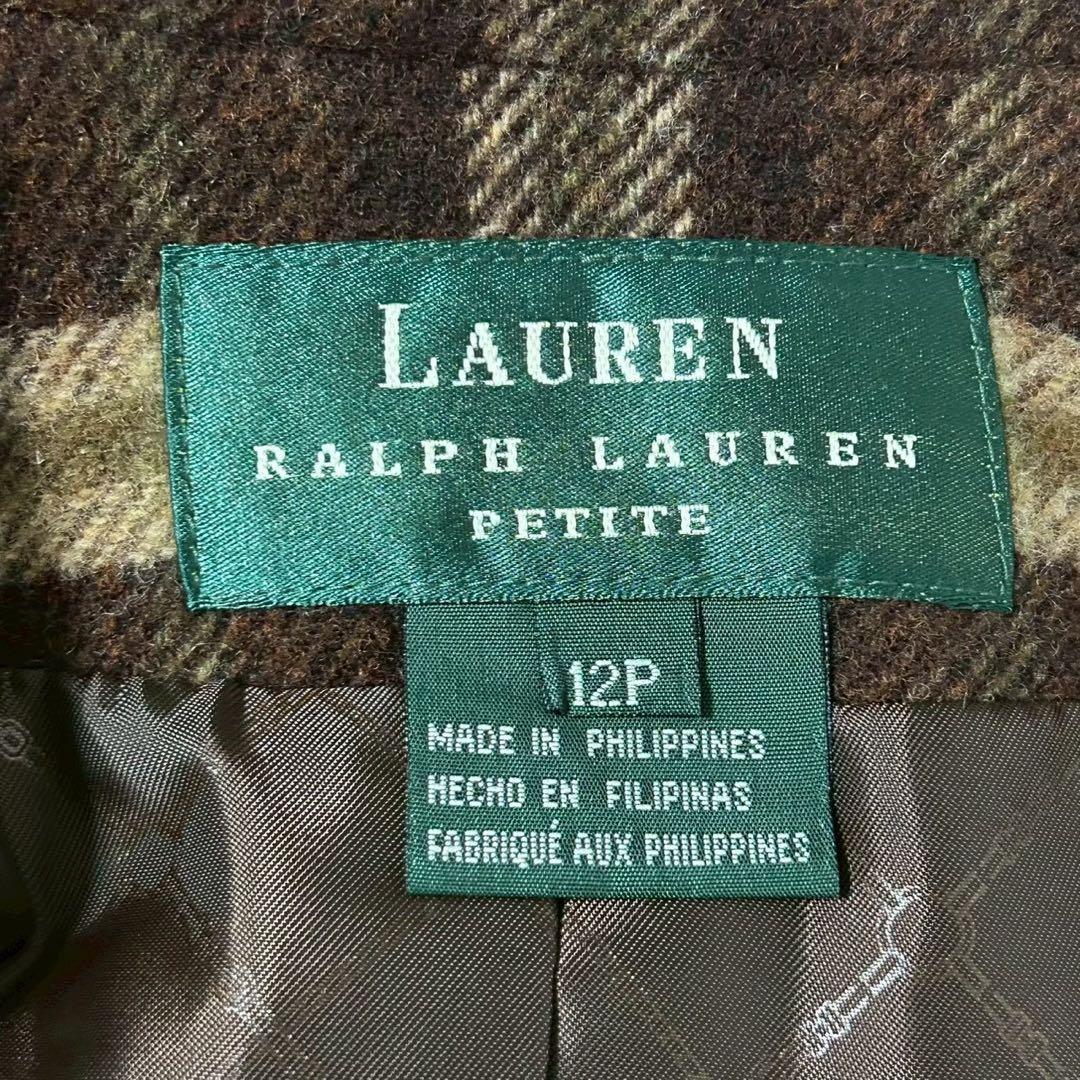 LAUREN
RALPH LAUREN
PETITE
12P
MADE IN PHILIPPINES
HECHO EN FILIPINAS
FABRIQUÉ AUX PHILIPPINES